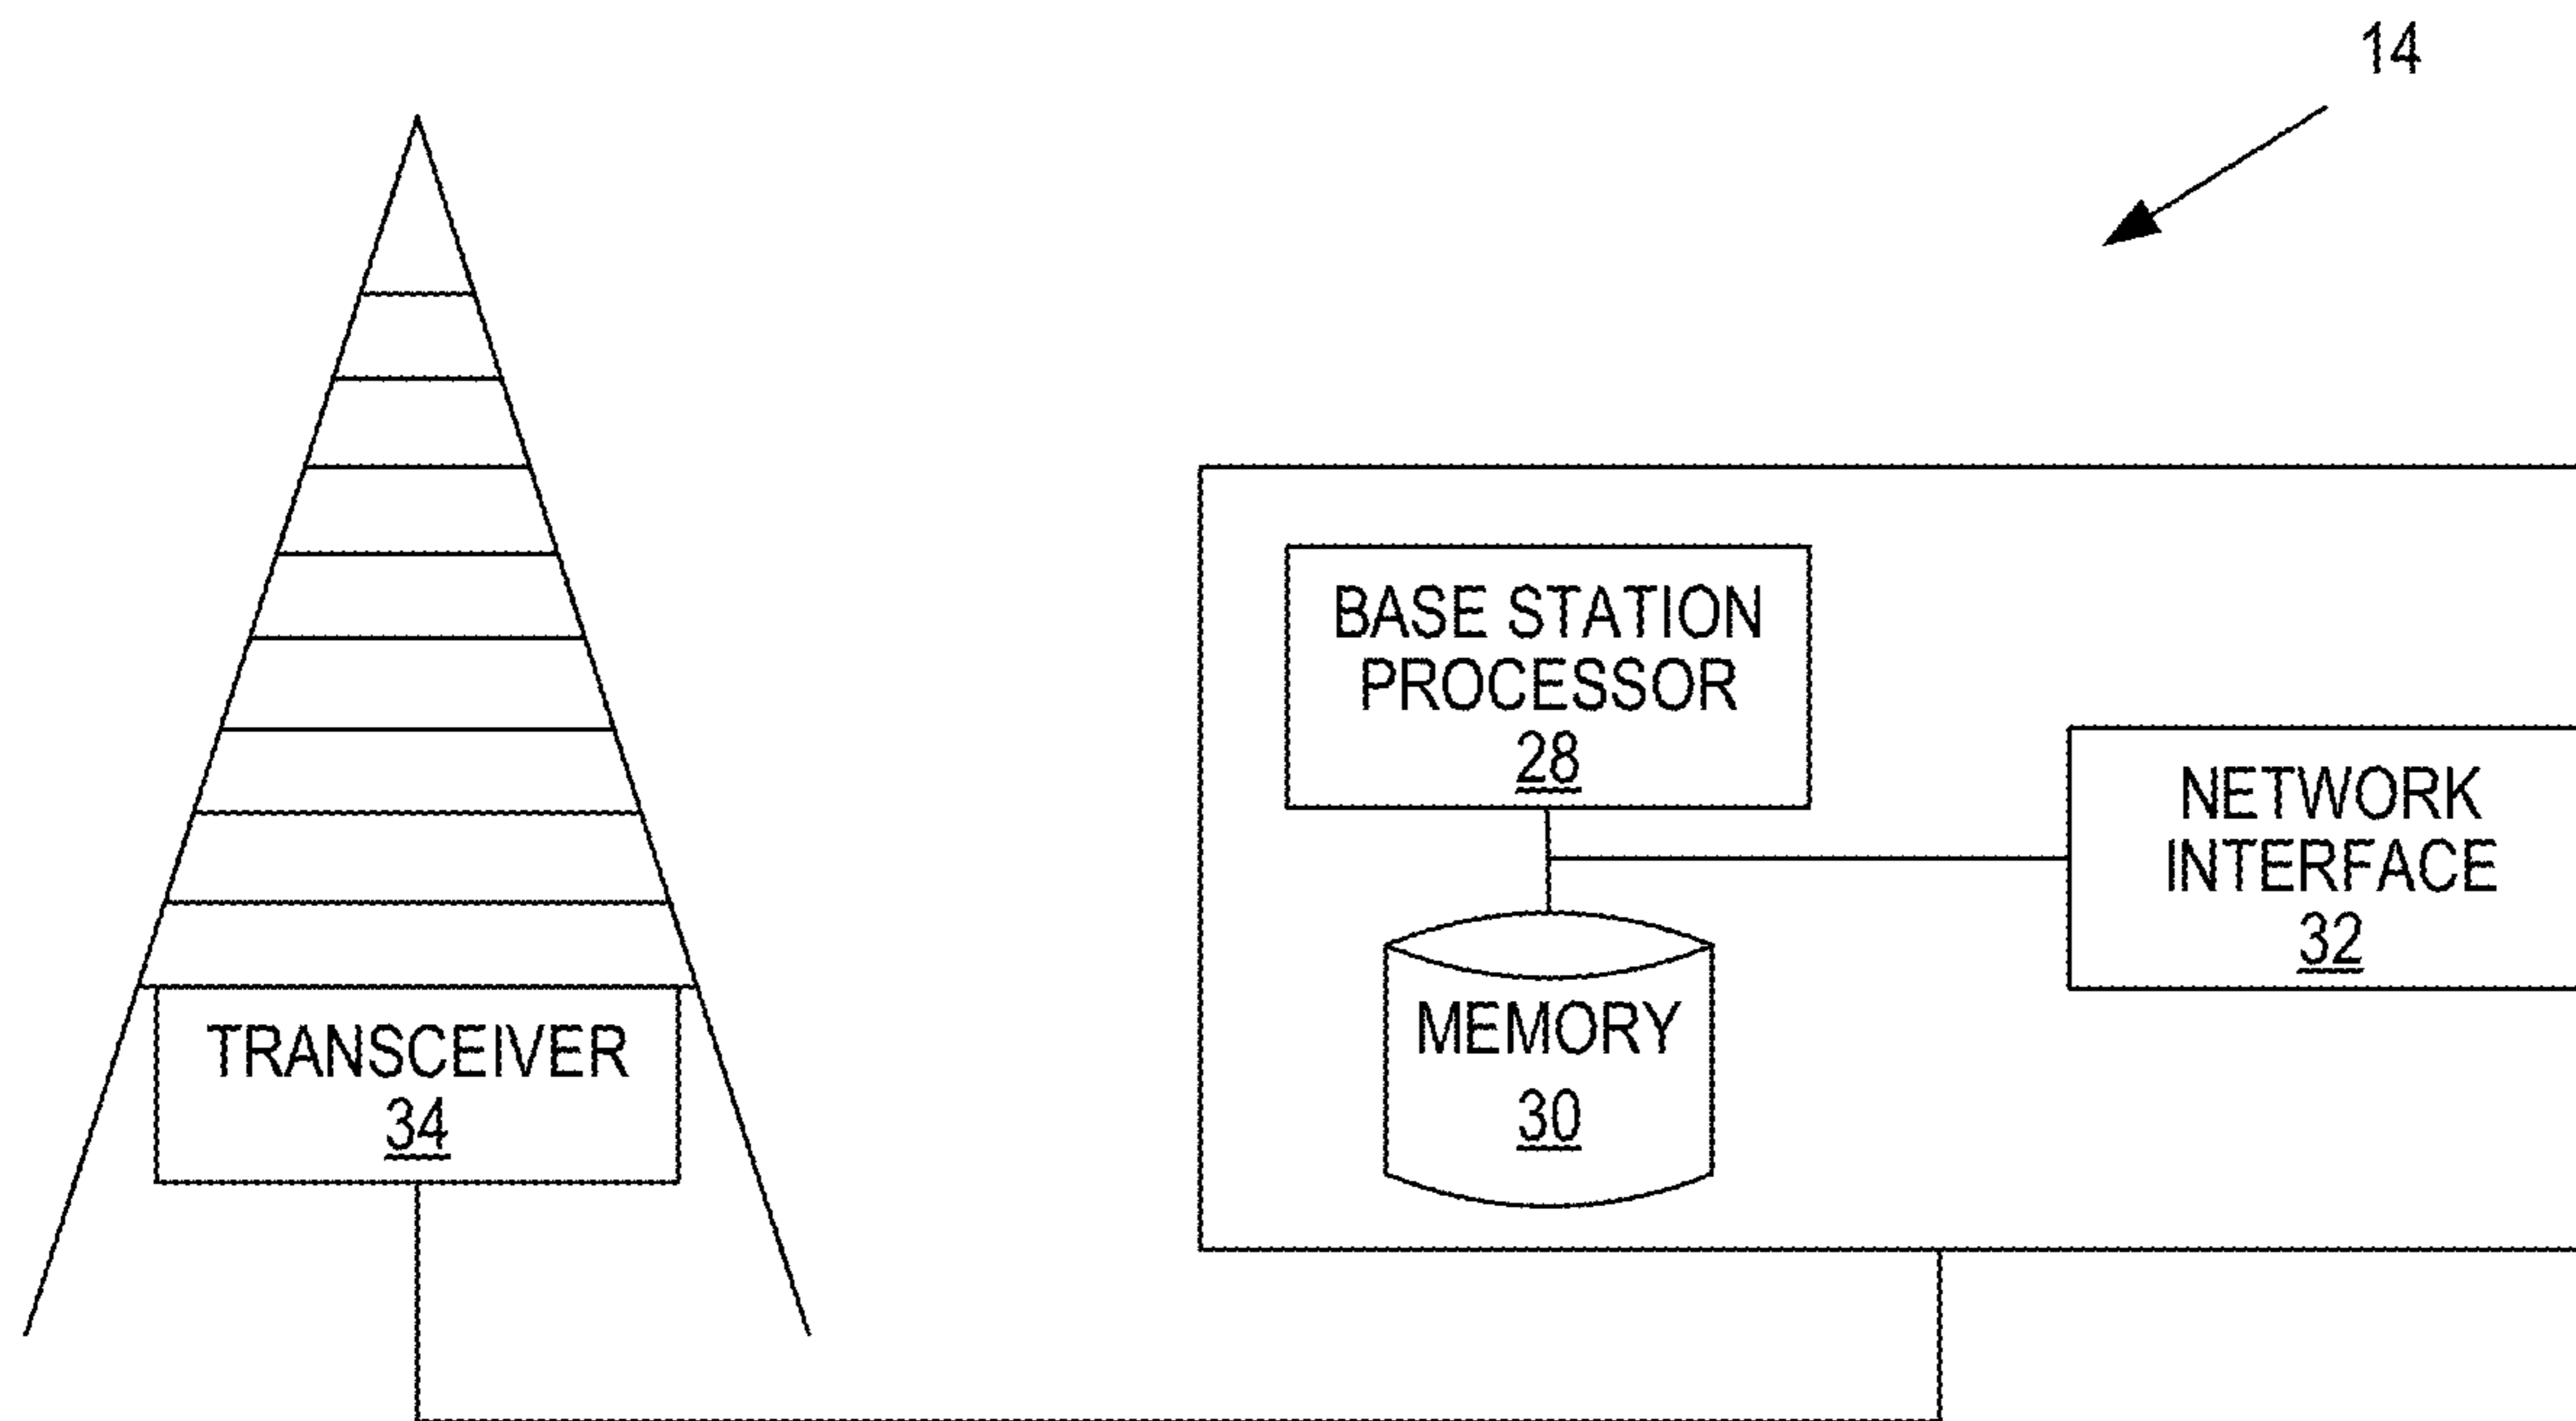 14
BASE STATION
PROCESSOR
28
NETWORK
INTERFACE
32
MEMORY
30
TRANSCEIVER
34